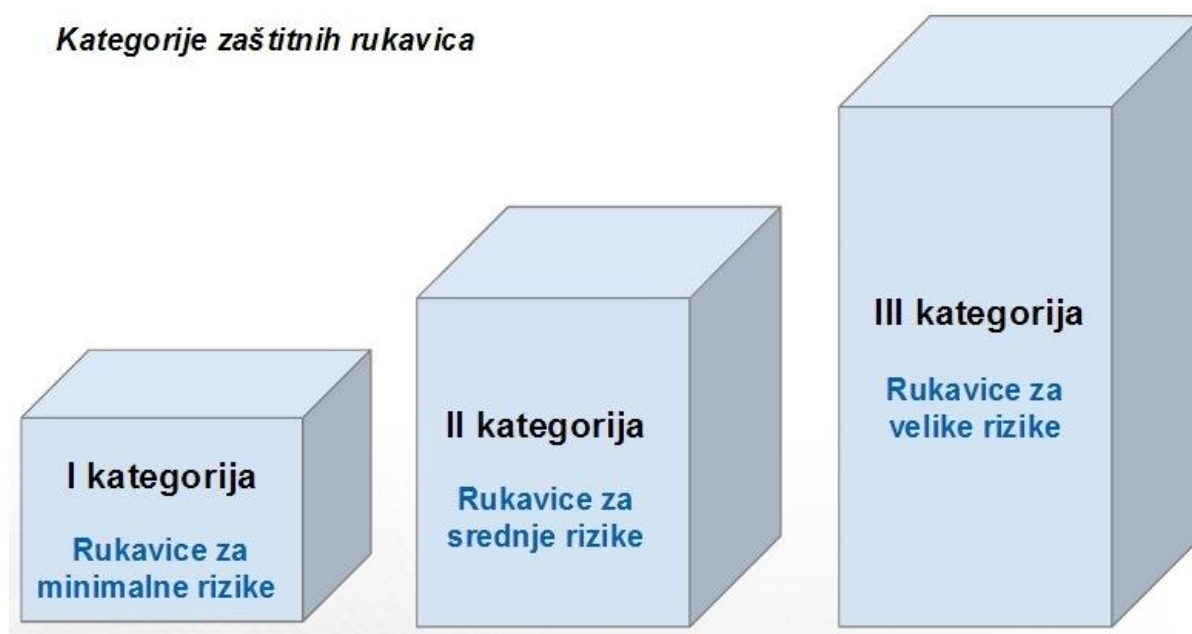 Kategorije zaštitnih rukavica
I kategorija
Rukavice za
minimalne rizike
II kategorija
Rukavice za
srednje rizike
III kategorija
Rukavice za
velike rizike